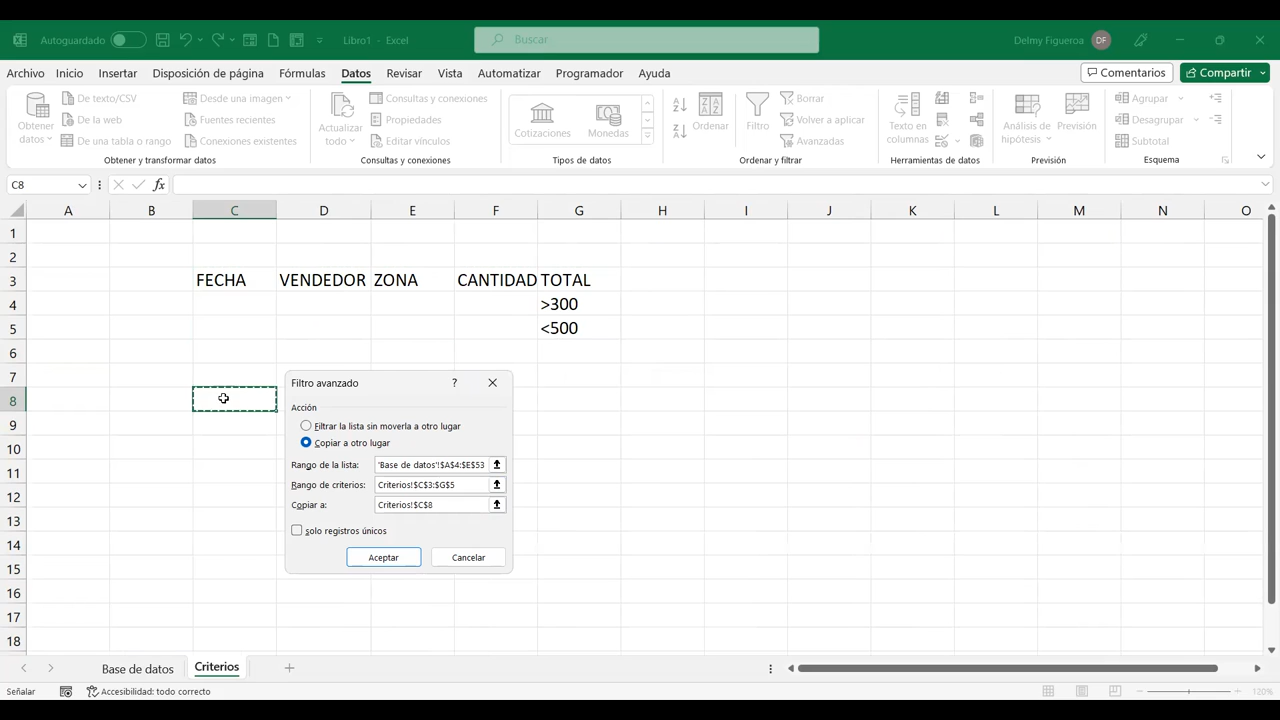 Autoguardado
Libro1 - Excel
Buscar
Delmy Figueroa
DF
Archivo Inicio Insertar Disposición de página Fórmulas Datos Revisar Vista Automatizar Programador Ayuda
Comentarios
Compartir
Obtener datos
De texto/CSV
De la web
De una tabla o rango
Desde una imagen
Fuentes recientes
Conexiones existentes
Obtener y transformar datos
Actualizar todo
Consultas y conexiones
Propiedades
Editar vínculos
Consultas y conexiones
Cotizaciones
Monedas
Tipos de datos
Ordenar
Filtro
Borrar
Volver a aplicar
Avanzadas
Ordenar y filtrar
Texto en columnas
Herramientas de datos
Análisis de hipótesis
Previsión
Previsión
Agrupar
Desagrupar
Subtotal
Esquema
C8
fx
A B C D E F G H I J K L M N O
1
2
3 FECHA VENDEDOR ZONA CANTIDAD TOTAL
4 >300
5 <500
6
7
8
9
10
11
12
13
14
15
16
17
18
Filtro avanzado
?
Acción
Filtrar la lista sin moverla a otro lugar
Copiar a otro lugar
Rango de la lista: 'Base de datos'!$A$4:$E$53
Rango de criterios: Criterios!$C$3:$G$5
Copiar a: Criterios!$C$8
Sólo registros únicos
Aceptar Cancelar
Base de datos Criterios
Señalar
Accesibilidad: todo correcto
120%